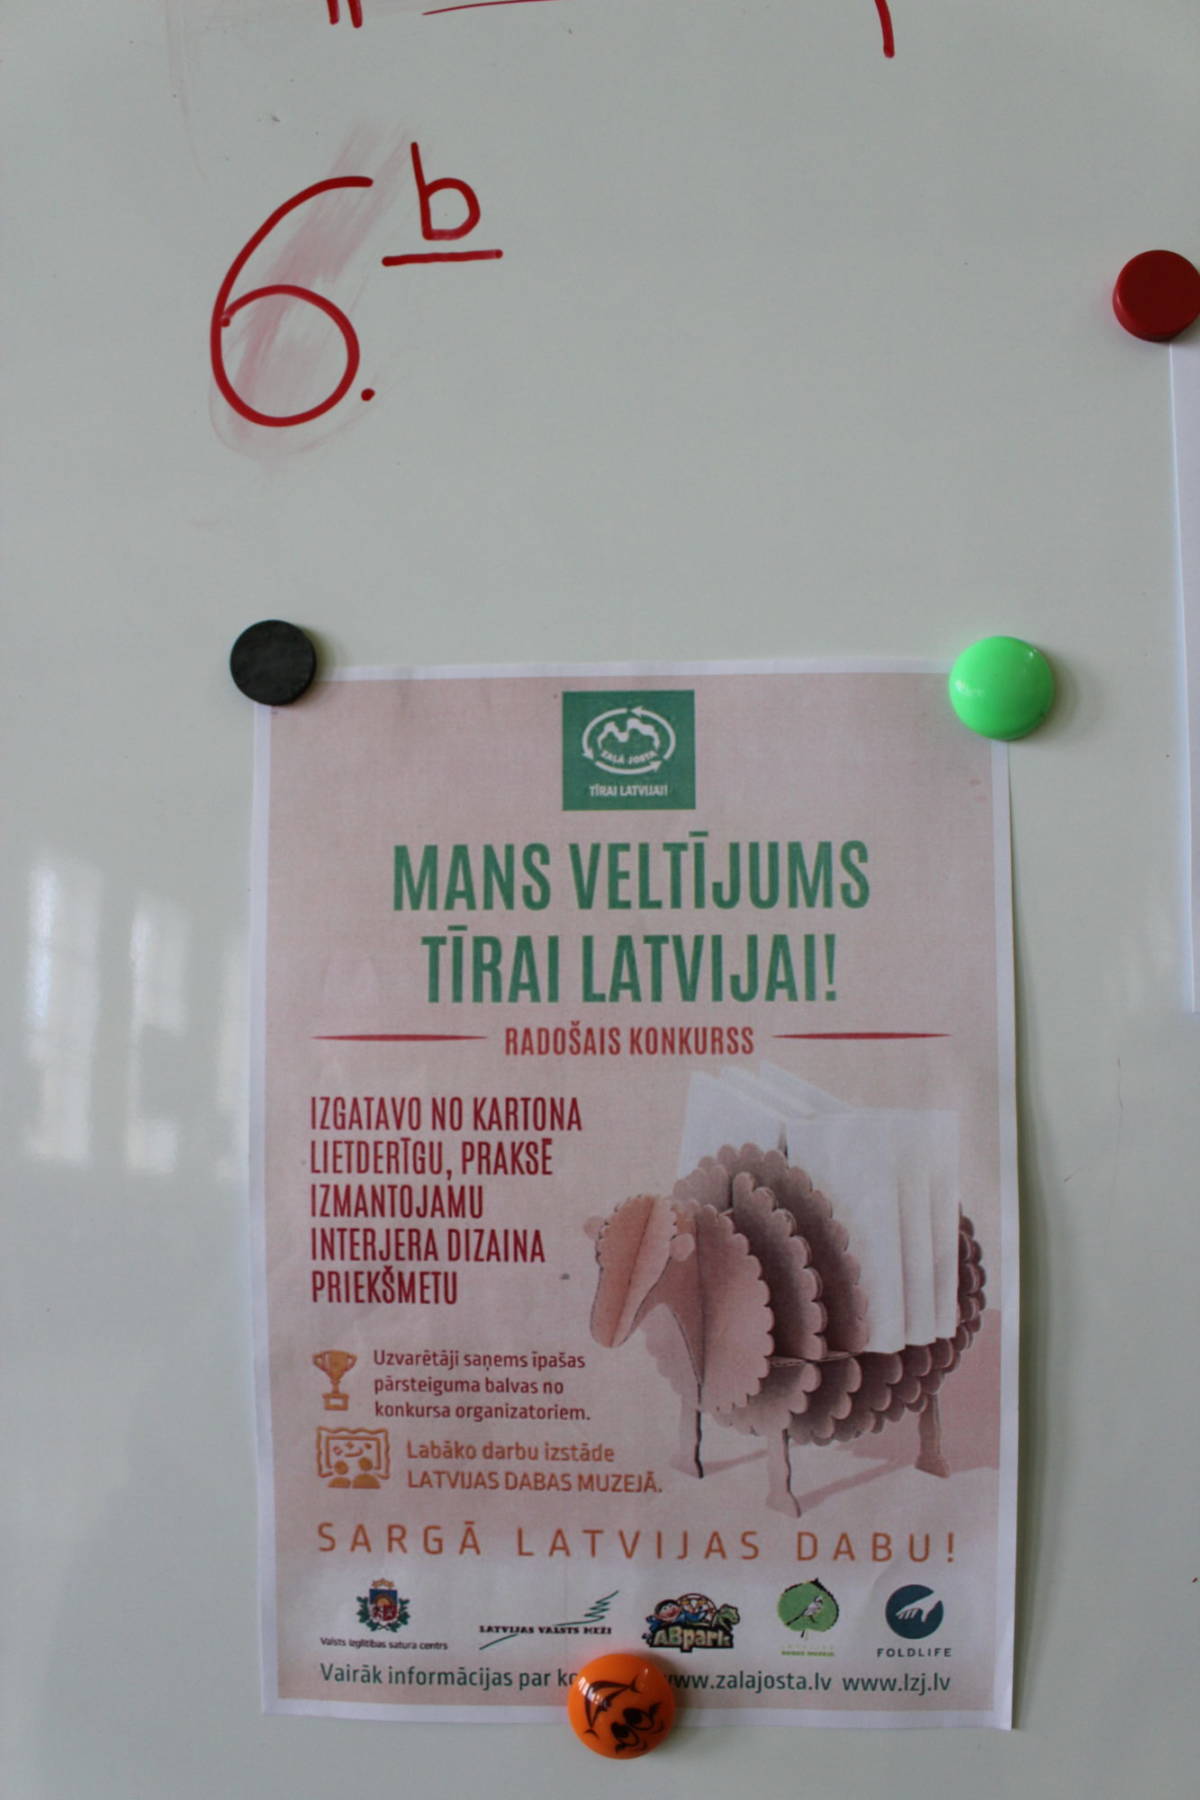 6. b
ZAĻĀ JOSTA
TĪRAI LATVIJAI!
MANS VELTĪJUMS
TĪRAI LATVIJAI!
RADOŠAIS KONKURSS
IZGATAVO NO KARTONA
LIETDERĪGU, PRAKSĒ
IZMANTOJAMU
INTERJERA DIZAINA
PRIEKŠMETU
Uzvarētāji saņems īpašas
pārsteiguma balvas no
konkursa organizatoriem.
Labāko darbu izstāde
LATVIJAS DABAS MUZEJĀ.
SARGĀ LATVIJAS DABU!
Valsts izglītības satura centrs
LATVIJAS VALSTS MEŽI
ABpark
FOLDLIFE
Vairāk informācijas par www.zalajosta.lv www.lzj.lv